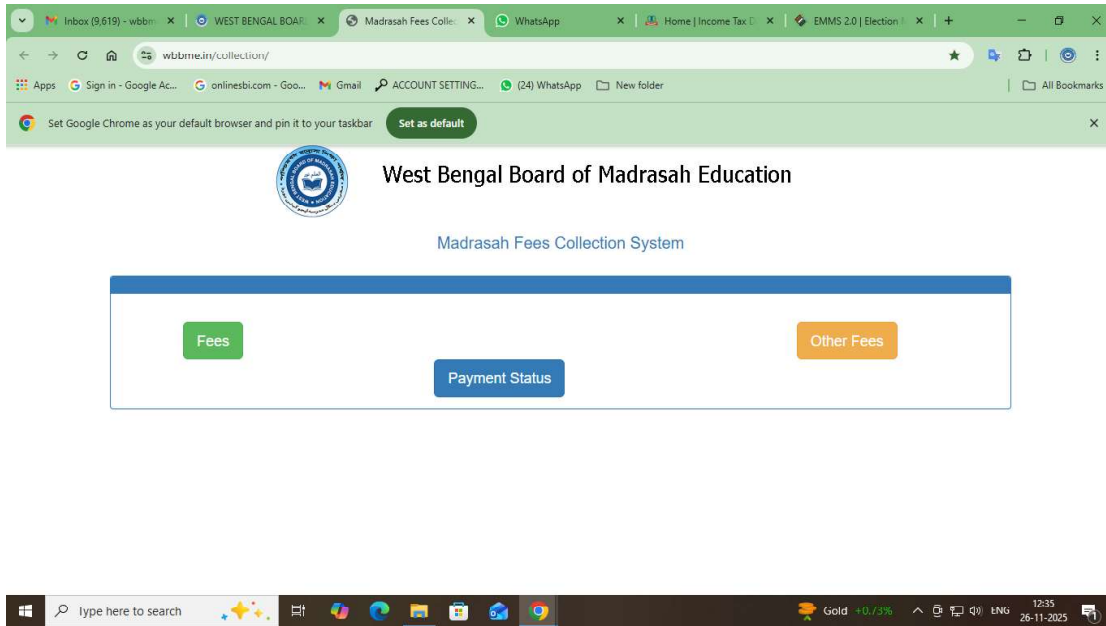 Inbox (9,619) - wbbm
WEST BENGAL BOAR
Madrasah Fees Collec
WhatsApp
Home | Income Tax D
EMMS 2.0 | Election
wbbme.in/collection/
Apps
Sign in - Google Ac...
onlinesbi.com - Goo...
Gmail
ACCOUNT SETTING...
(24) WhatsApp
New folder
All Bookmarks
Set Google Chrome as your default browser and pin it to your taskbar
Set as default
West Bengal Board of Madrasah Education
Madrasah Fees Collection System
Fees
Other Fees
Payment Status
Type here to search
Gold +0.73%
ENG
12:35
26-11-2025